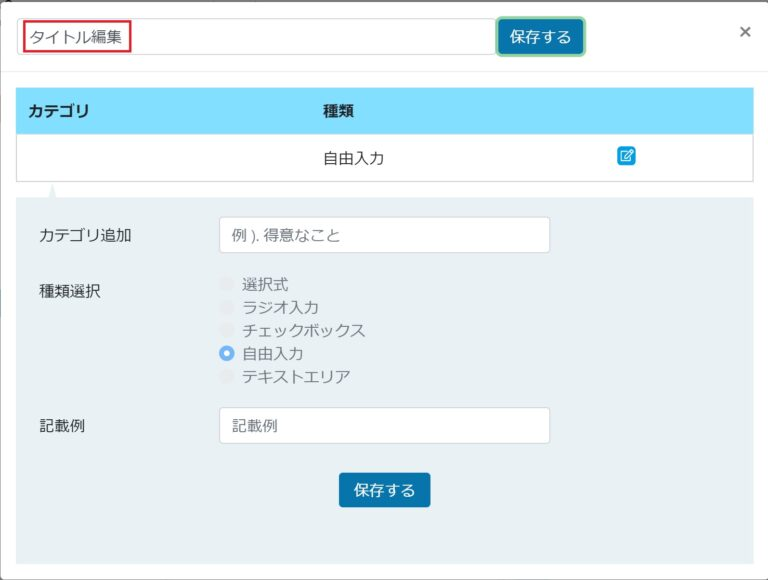 タイトル編集 保存する ×
カテゴリ 種類
自由入力
カテゴリ追加 例 ). 得意なこと
種類選択 選択式
ラジオ入力
チェックボックス
自由入力
テキストエリア
記載例 記載例
保存する